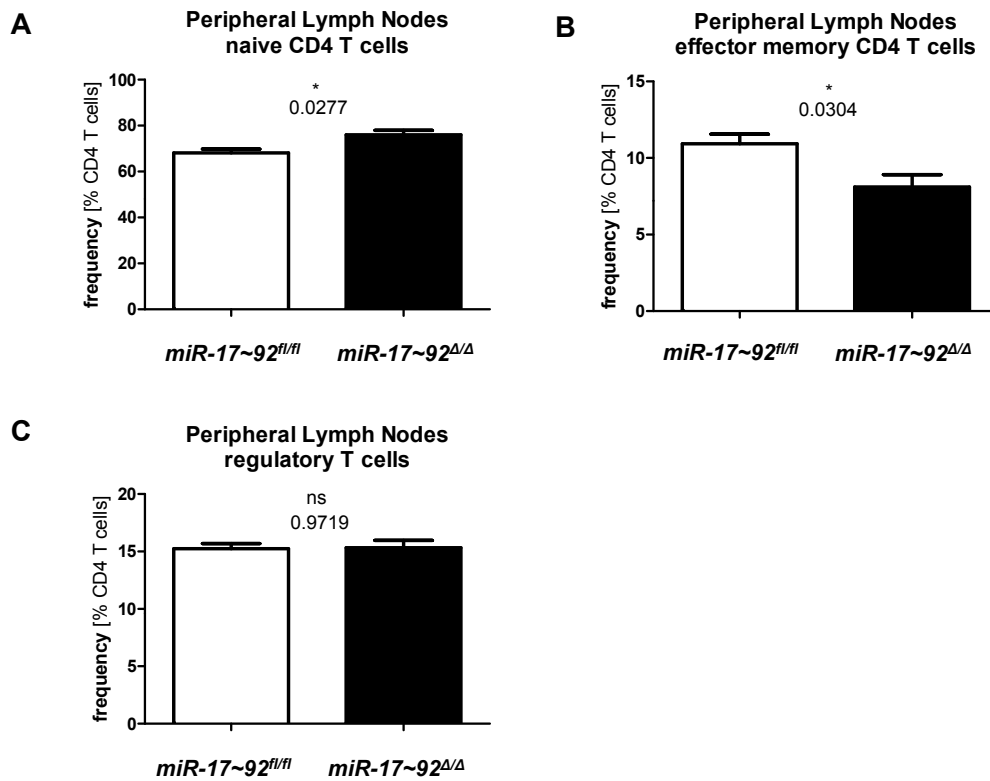 A
Peripheral Lymph Nodes
naive CD4 T cells
frequency [% CD4 T cells]
100
80
60
40
20
0
*
0.0277
miR-17~92fl/fl
miR-17~92Δ/Δ
B
Peripheral Lymph Nodes
effector memory CD4 T cells
frequency [% CD4 T cells]
15
10
5
0
*
0.0304
miR-17~92fl/fl
miR-17~92Δ/Δ
C
Peripheral Lymph Nodes
regulatory T cells
frequency [% CD4 T cells]
20
15
10
5
0
ns
0.9719
miR-17~92fl/fl
miR-17~92Δ/Δ